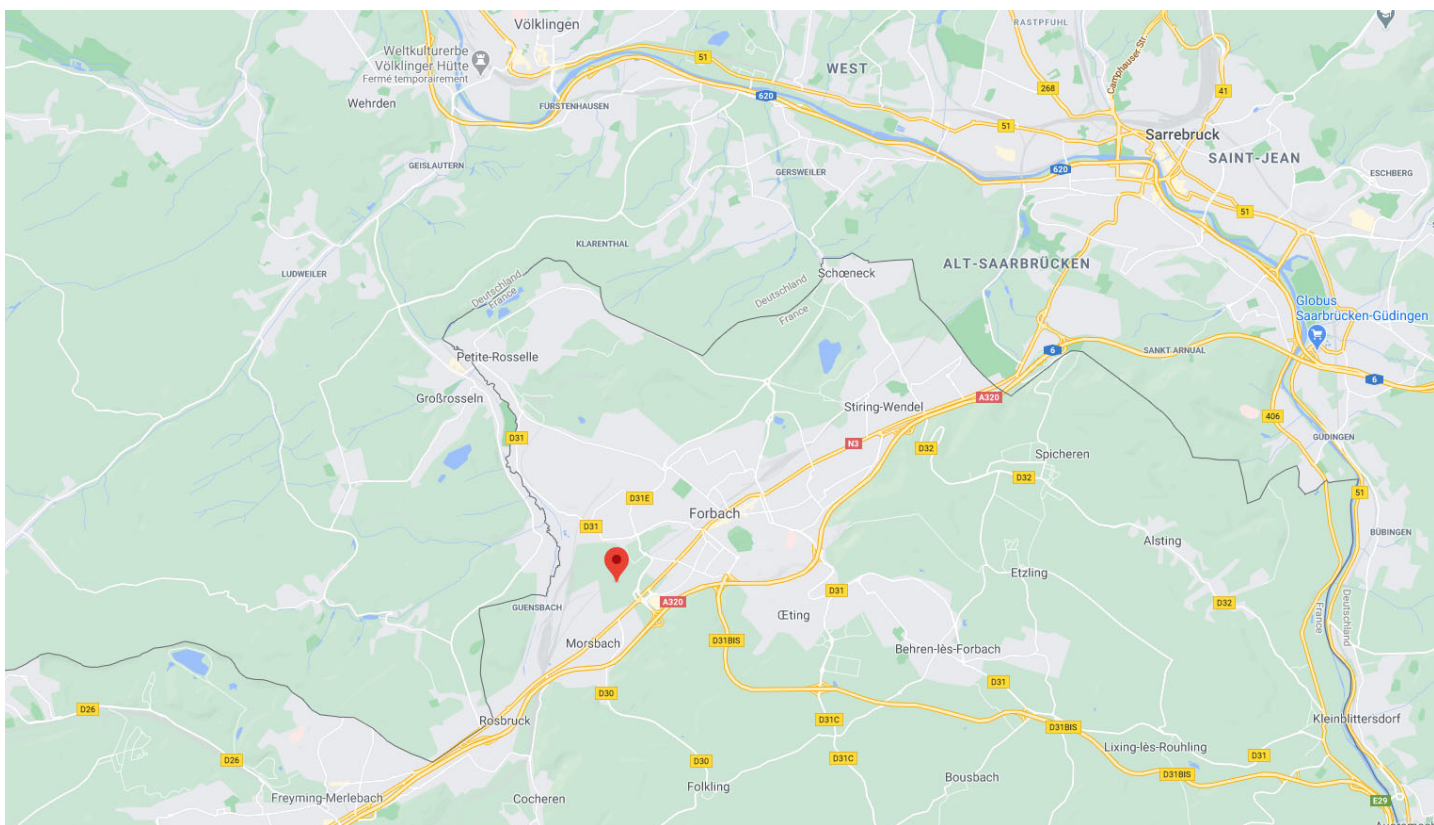 Völklingen
Weltkulturerbe
Völklinger Hütte
Fermé temporairement
Wehrden
FÜRSTENHAUSEN
51
620
WEST
RASTPFUHL
Camphauser Str.
268
41
51
Sarrebruck
SAINT-JEAN
ESCHBERG
GEISLAUTERN
GERSWEILER
620
51
KLARENTHAL
LUDWEILER
Deutschland
France
Schœneck
Deutschland
France
ALT-SAARBRÜCKEN
Globus
Saarbrücken-Güdingen
Petite-Rosselle
6
SANKT ARNUAL
6
Großrosseln
Stiring-Wendel
A320
406
D31
N3
D32
Spicheren
GÜDINGEN
D32
51
D31E
Forbach
D31
Alsting
BÜBINGEN
Etzling
D31
A320
D32
France
Deutschland
GUENSBACH
Œting
Morsbach
D31BIS
Behren-lès-Forbach
D30
D31
D26
Rosbruck
D31C
D31BIS
Kleinblittersdorf
Lixing-lès-Rouhling
D31
D26
D30
D31C
Bousbach
D31BIS
Folkling
Freyming-Merlebach
Cocheren
E29